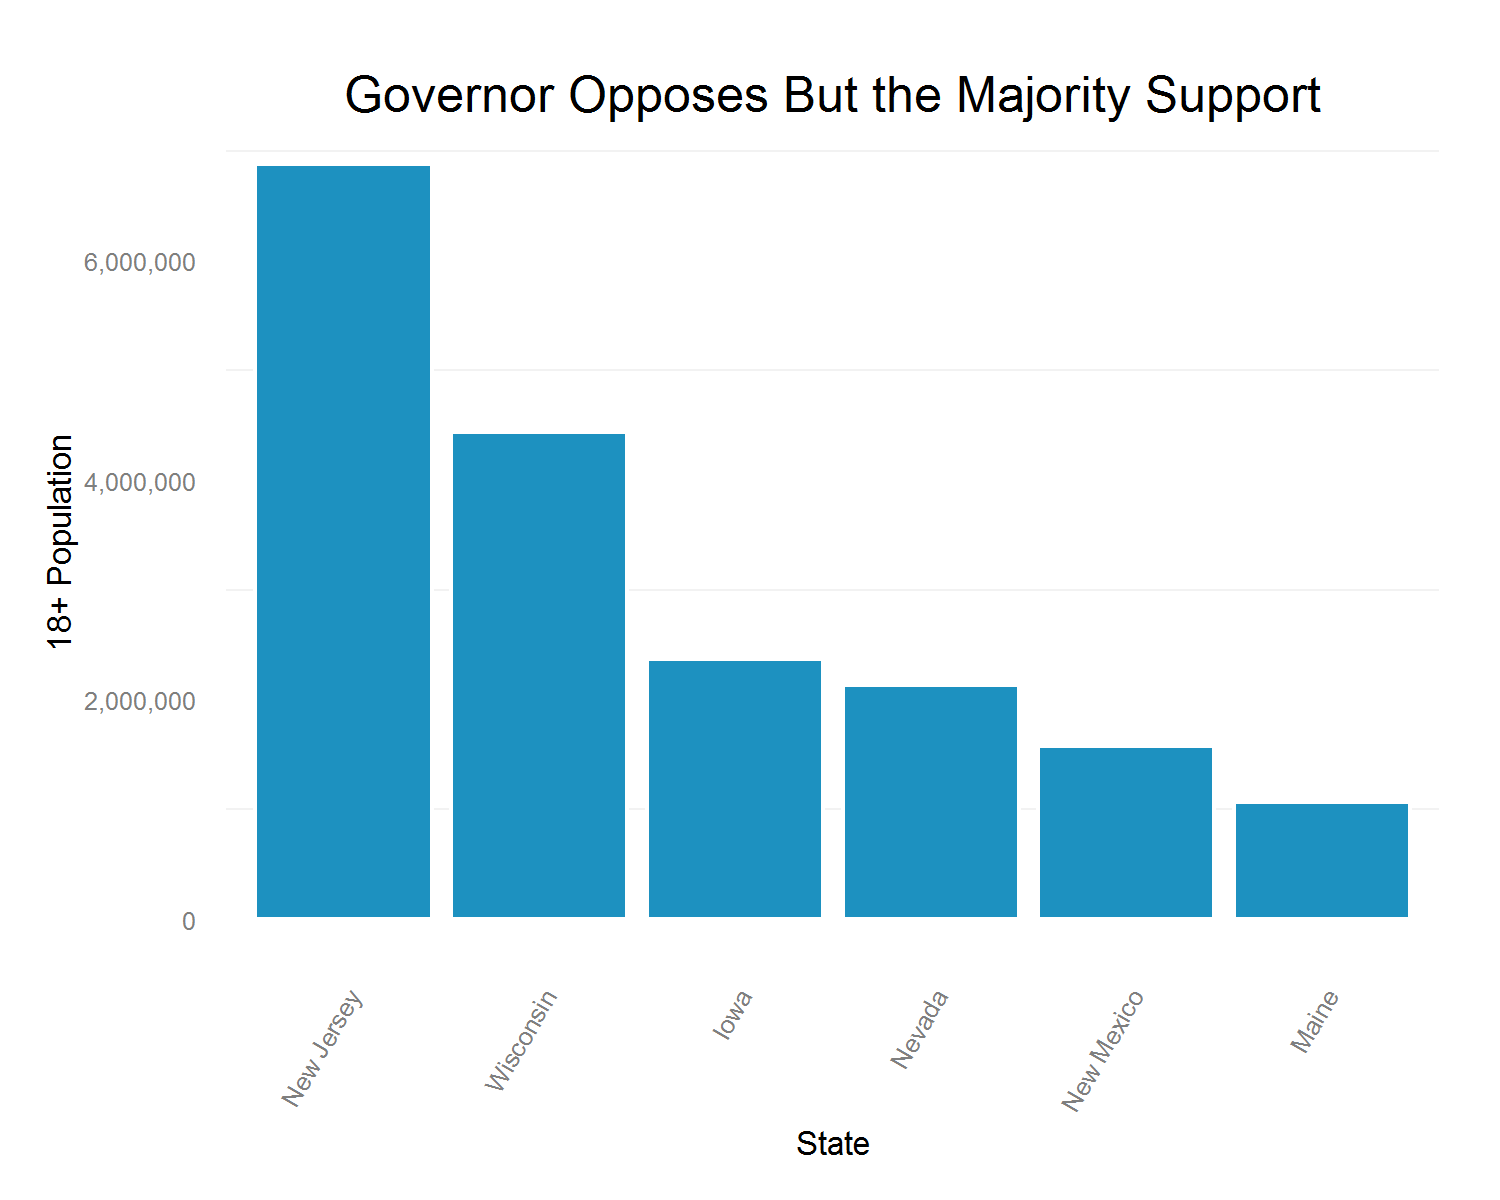 Governor Opposes But the Majority Support
18+ Population
6,000,000
4,000,000
2,000,000
0
New Jersey
Wisconsin
Iowa
Nevada
New Mexico
Maine
State